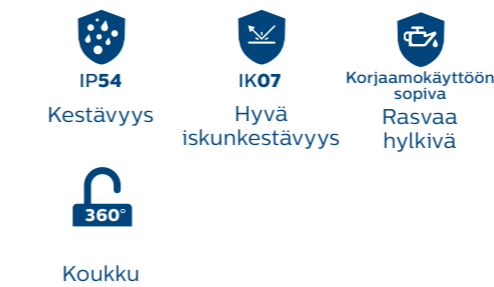 IP54
Kestävyys
IK07
Hyvä
iskunkestävyys
Korjaamokäyttöön
sopiva
Rasvaa
hylkivä
360°
Koukku